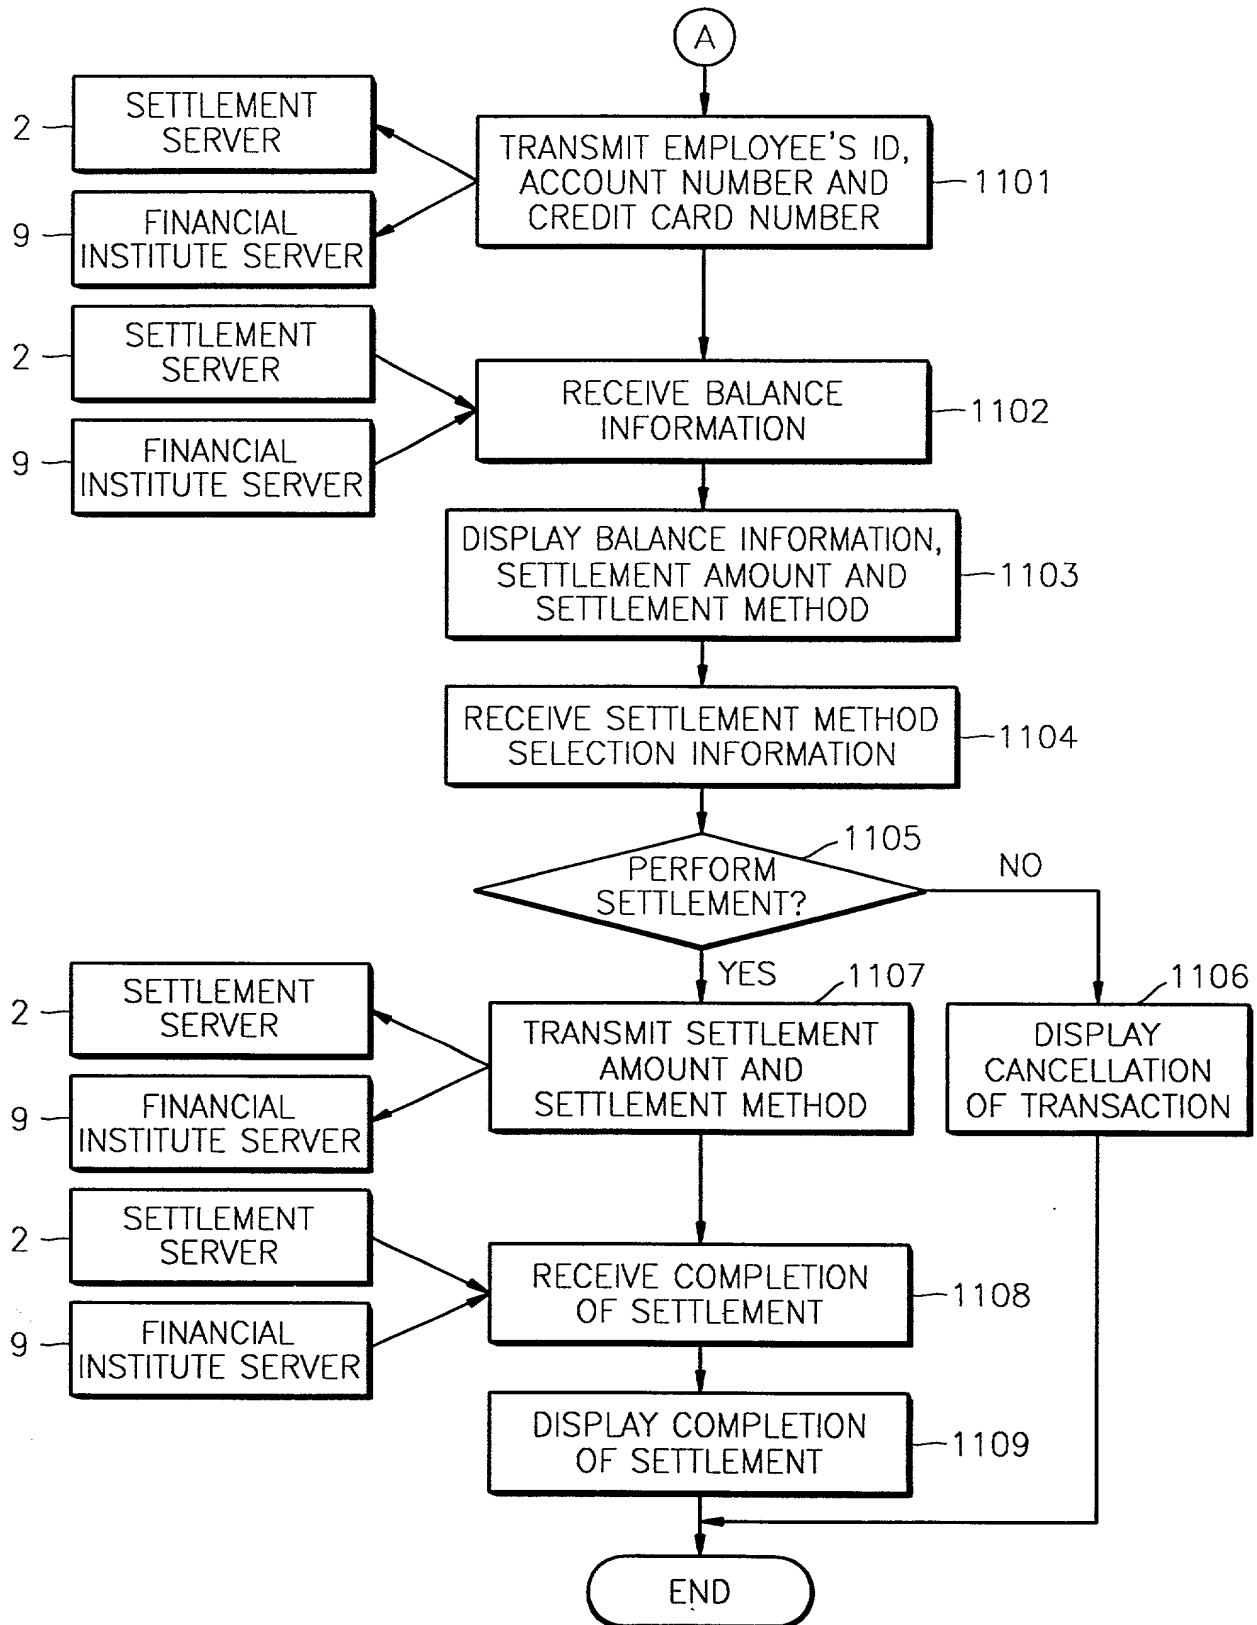 A
SETTLEMENT
SERVER
2
TRANSMIT EMPLOYEE'S ID,
ACCOUNT NUMBER AND
CREDIT CARD NUMBER
1101
FINANCIAL
INSTITUTE SERVER
9
SETTLEMENT
SERVER
2
RECEIVE BALANCE
INFORMATION
1102
FINANCIAL
INSTITUTE SERVER
9
DISPLAY BALANCE INFORMATION,
SETTLEMENT AMOUNT AND
SETTLEMENT METHOD
1103
RECEIVE SETTLEMENT METHOD
SELECTION INFORMATION
1104
1105
PERFORM
SETTLEMENT?
NO
YES
1107
1106
SETTLEMENT
SERVER
2
TRANSMIT SETTLEMENT
AMOUNT AND
SETTLEMENT METHOD
DISPLAY
CANCELLATION
OF TRANSACTION
FINANCIAL
INSTITUTE SERVER
9
SETTLEMENT
SERVER
2
RECEIVE COMPLETION
OF SETTLEMENT
1108
FINANCIAL
INSTITUTE SERVER
9
DISPLAY COMPLETION
OF SETTLEMENT
1109
END